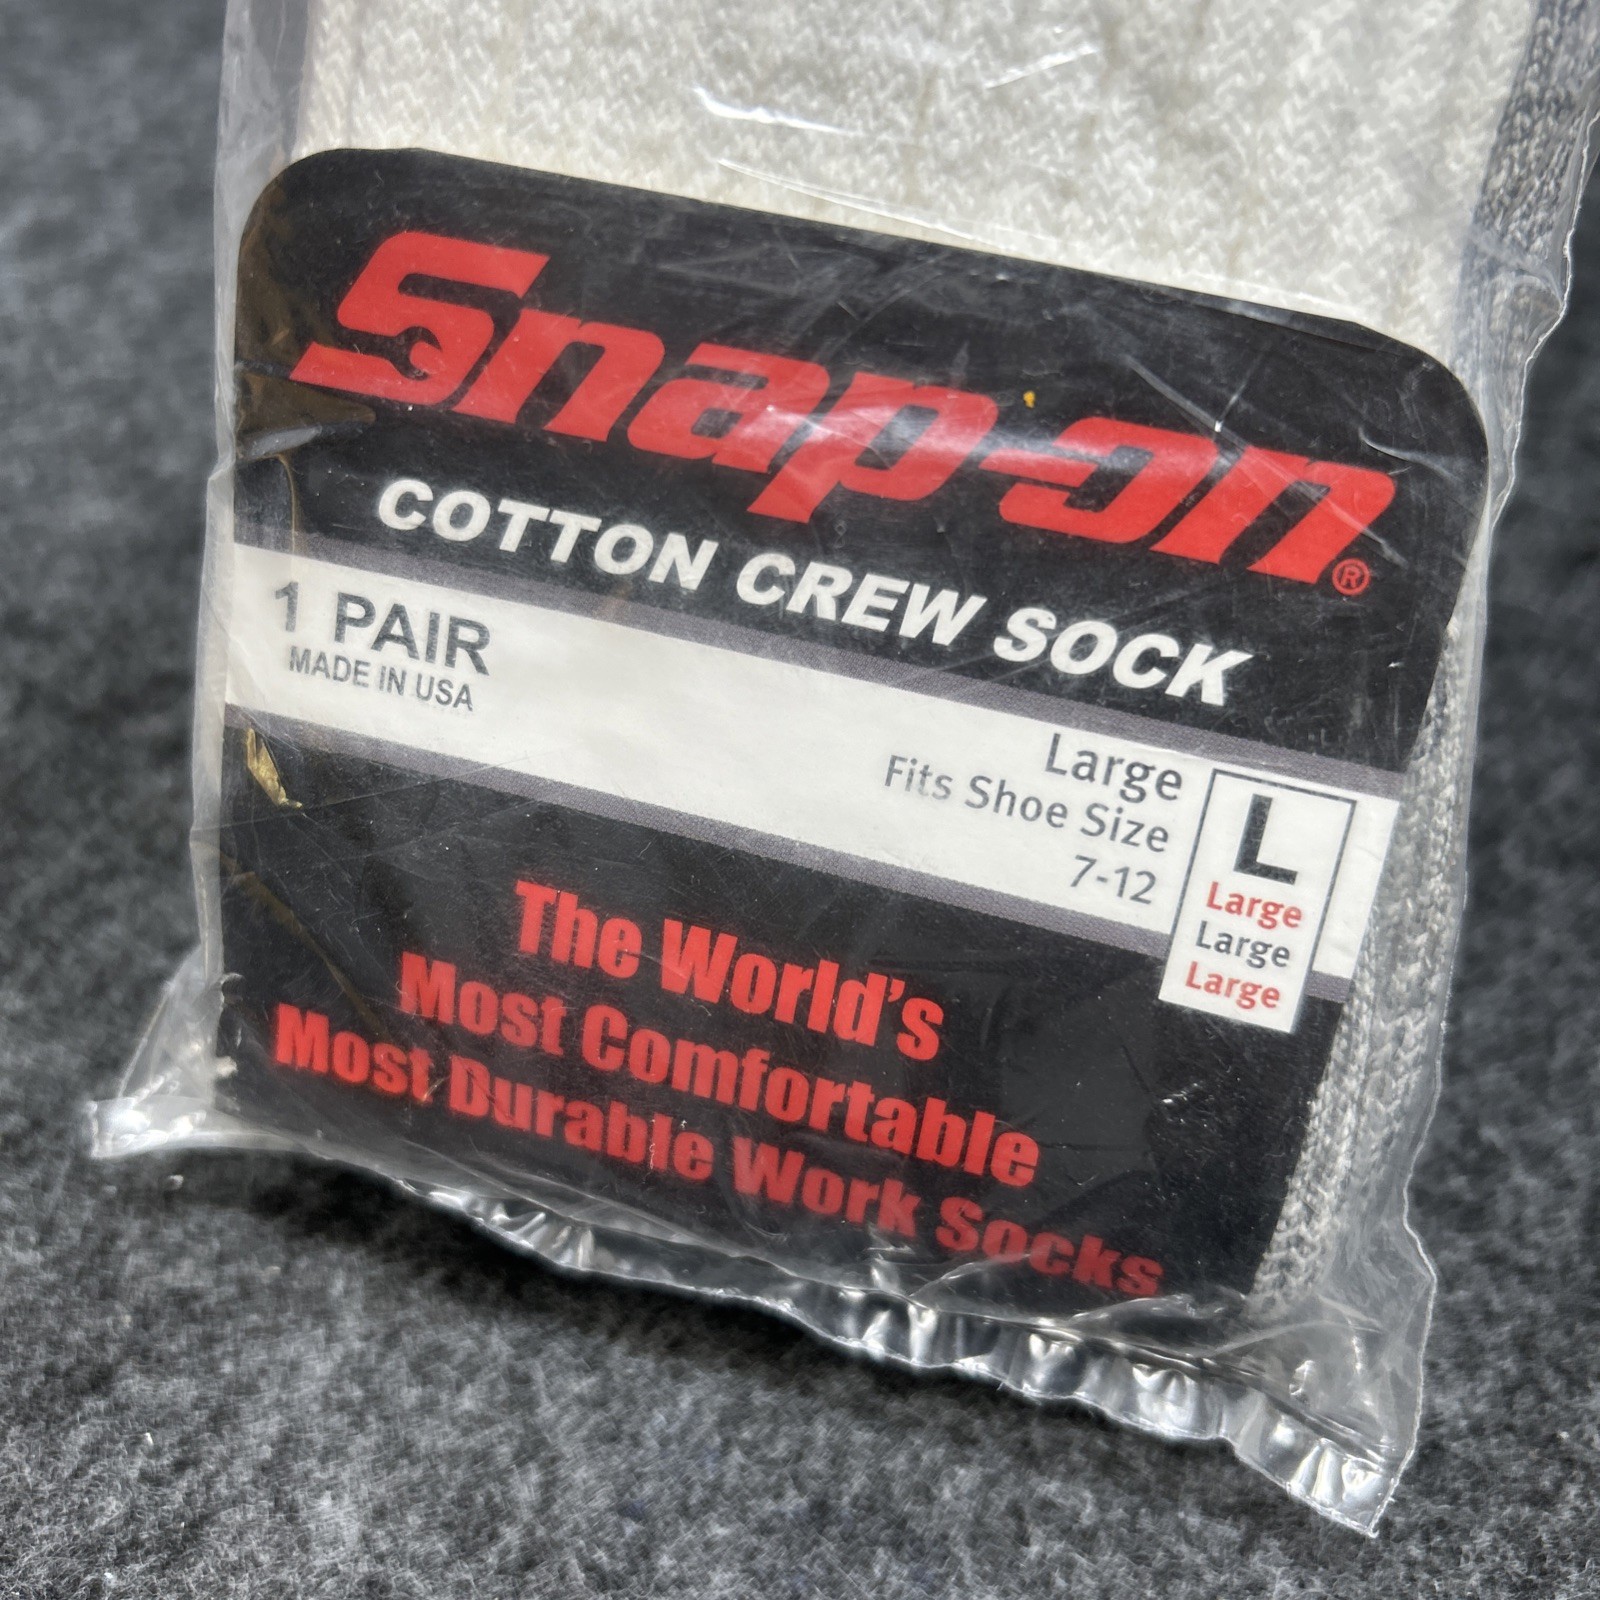 Snap-on®
COTTON CREW SOCK
1 PAIR
MADE IN USA
Large
Fits Shoe Size
7-12
L
Large
Large
Large
The World's
Most Comfortable
Most Durable Work Socks